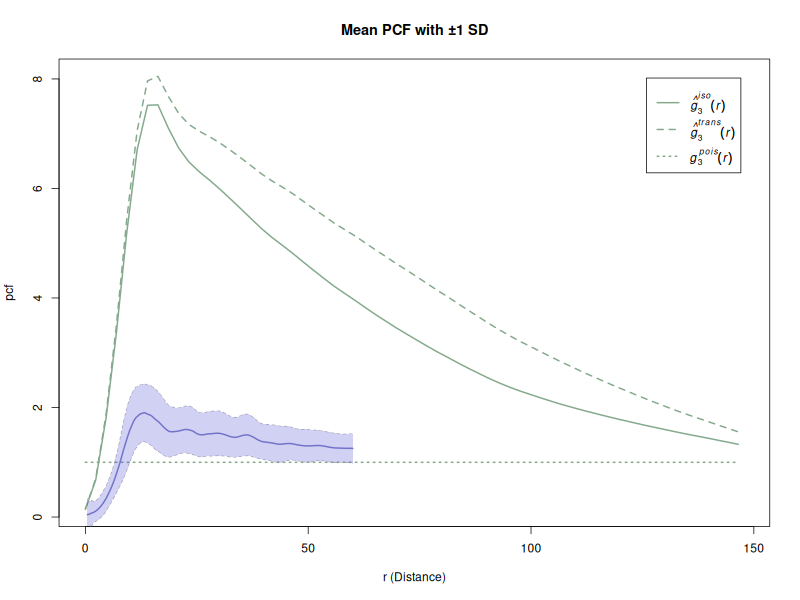 Mean PCF with ±1 SD
ĝ₃ⁱˢᵒ(r)
ĝ₃ᵗʳᵃⁿˢ(r)
g₃ᵖᵒⁱˢ(r)
pcf
8
6
4
2
0
0 50 100 150
r (Distance)